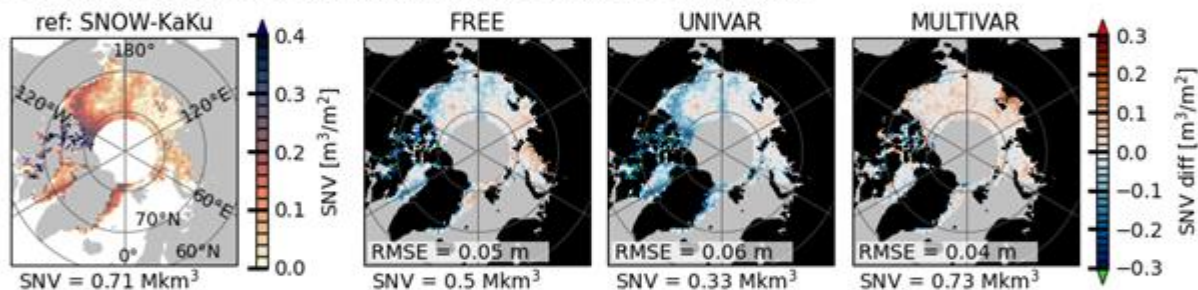 ref: SNOW-KaKu
FREE
UNIVAR
MULTIVAR
180°
120°W
120°E
60°E
70°N
0°
60°N
0.4
0.3
0.2
0.1
0.0
SNV [m³/m²]
RMSE = 0.05 m
RMSE = 0.06 m
RMSE = 0.04 m
0.3
0.2
0.1
0.0
−0.1
−0.2
−0.3
SNV diff [m³/m²]
SNV = 0.71 Mkm³
SNV = 0.5 Mkm³
SNV = 0.33 Mkm³
SNV = 0.73 Mkm³